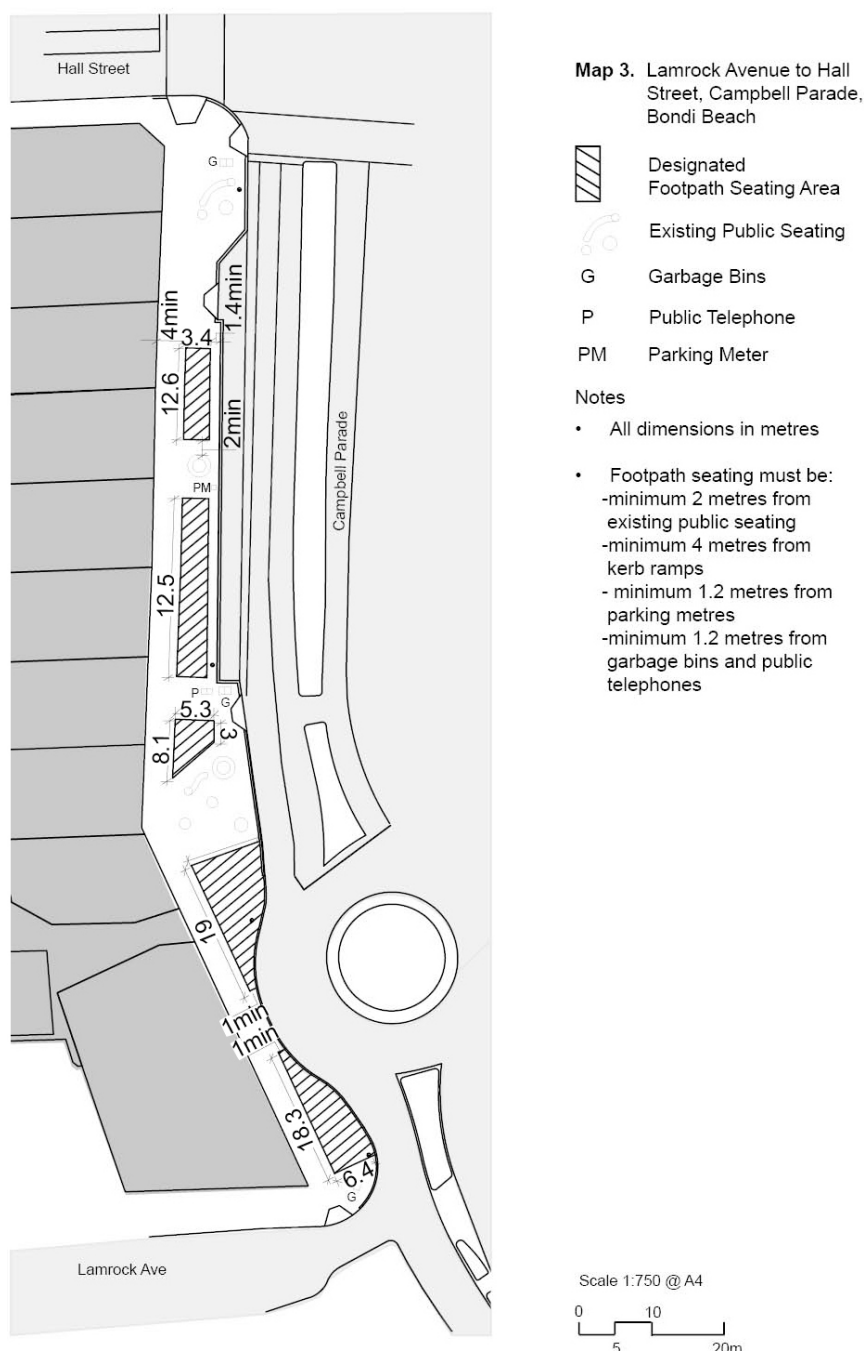 Hall Street
G
4min
3.4
1.4min
12.6
2min
PM
Campbell Parade
12.5
P
G
5.3
3
8.1
19
1min
1min
18.3
6.4
G
Lamrock Ave
Map 3. Lamrock Avenue to Hall
Street, Campbell Parade,
Bondi Beach
Designated
Footpath Seating Area
Existing Public Seating
G Garbage Bins
P Public Telephone
PM Parking Meter
Notes
• All dimensions in metres
• Footpath seating must be:
-minimum 2 metres from
existing public seating
-minimum 4 metres from
kerb ramps
- minimum 1.2 metres from
parking metres
-minimum 1.2 metres from
garbage bins and public
telephones
Scale 1:750 @ A4
0 10
5 20m